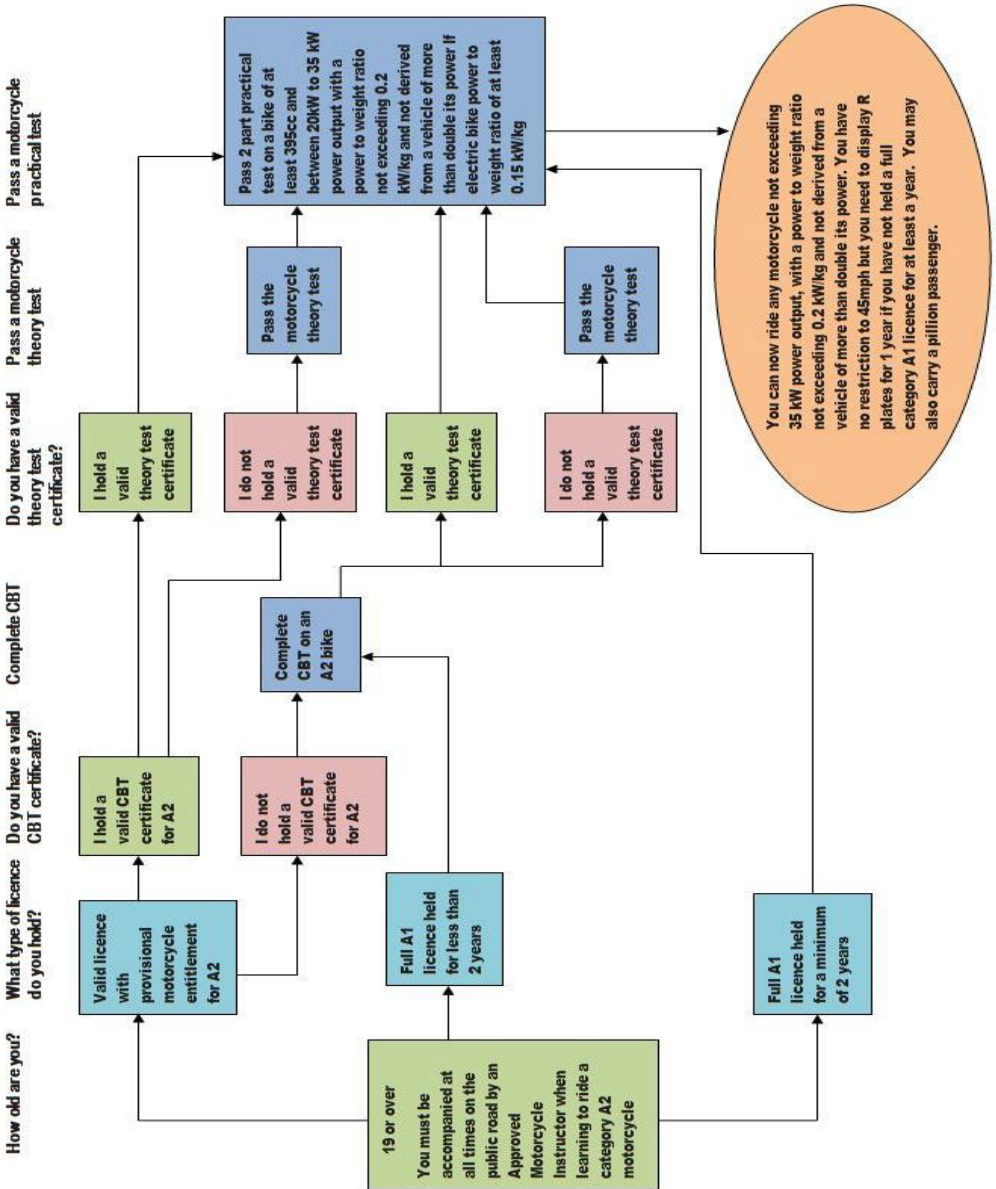 How old are you?
What type of licence
do you hold?
Do you have a valid
CBT certificate?
Complete CBT
Do you have a valid
theory test
certificate?
Pass a motorcycle
theory test
Pass a motorcycle
practical test
19 or over
You must be
accompanied at
all times on the
public road by an
Approved
Motorcycle
Instructor when
learning to ride a
category A2
motorcycle
Valid licence
with
provisional
motorcycle
entitlement
for A2
I hold a
valid CBT
certificate
for A2
I do not
hold a
valid CBT
certificate
for A2
Full A1
licence held
for less than
2 years
Full A1
licence held
for a minimum
of 2 years
Complete
CBT on an
A2 bike
I hold a
valid
theory test
certificate
I do not
hold a
valid
theory test
certificate
I hold a
valid
theory test
certificate
I do not
hold a
valid
theory test
certificate
Pass the
motorcycle
theory test
Pass the
motorcycle
theory test
Pass 2 part practical
test on a bike of at
least 395cc and
between 20kW to 35 kW
power output with a
power to weight ratio
not exceeding 0.2
kW/kg and not derived
from a vehicle of more
than double its power If
electric bike power to
weight ratio of at least
0.15 kW/kg
You can now ride any motorcycle not exceeding
35 kW power output, with a power to weight ratio
not exceeding 0.2 kW/kg and not derived from a
vehicle of more than double its power. You have
no restriction to 45mph but you need to display R
plates for 1 year if you have not held a full
category A1 licence for at least a year. You may
also carry a pillion passenger.